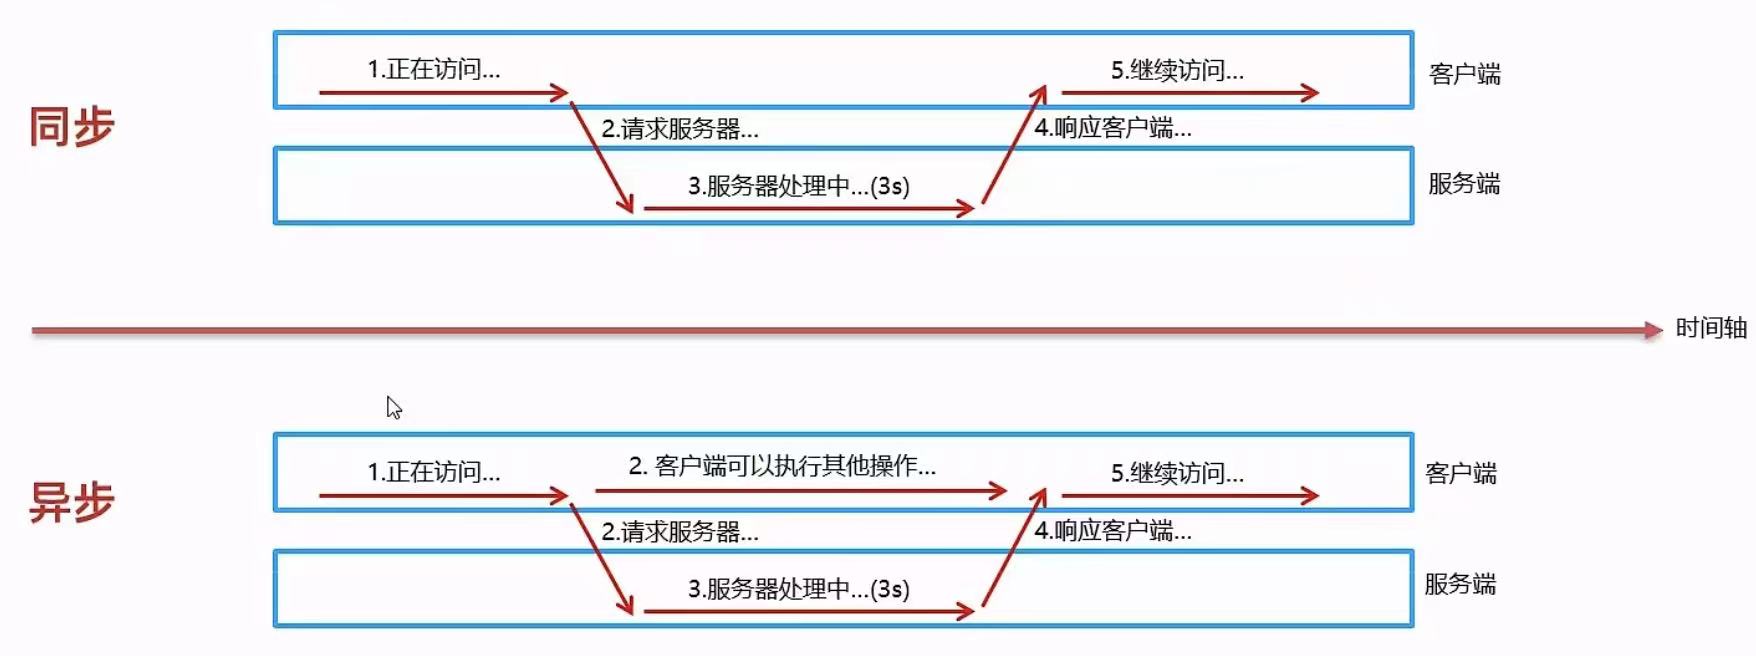 1.正在访问...
5.继续访问...
客户端
同步
2.请求服务器...
4.响应客户端...
3.服务器处理中...(3s)
服务端
时间轴
1.正在访问...
2. 客户端可以执行其他操作...
5.继续访问...
客户端
异步
2.请求服务器...
4.响应客户端...
3.服务器处理中...(3s)
服务端